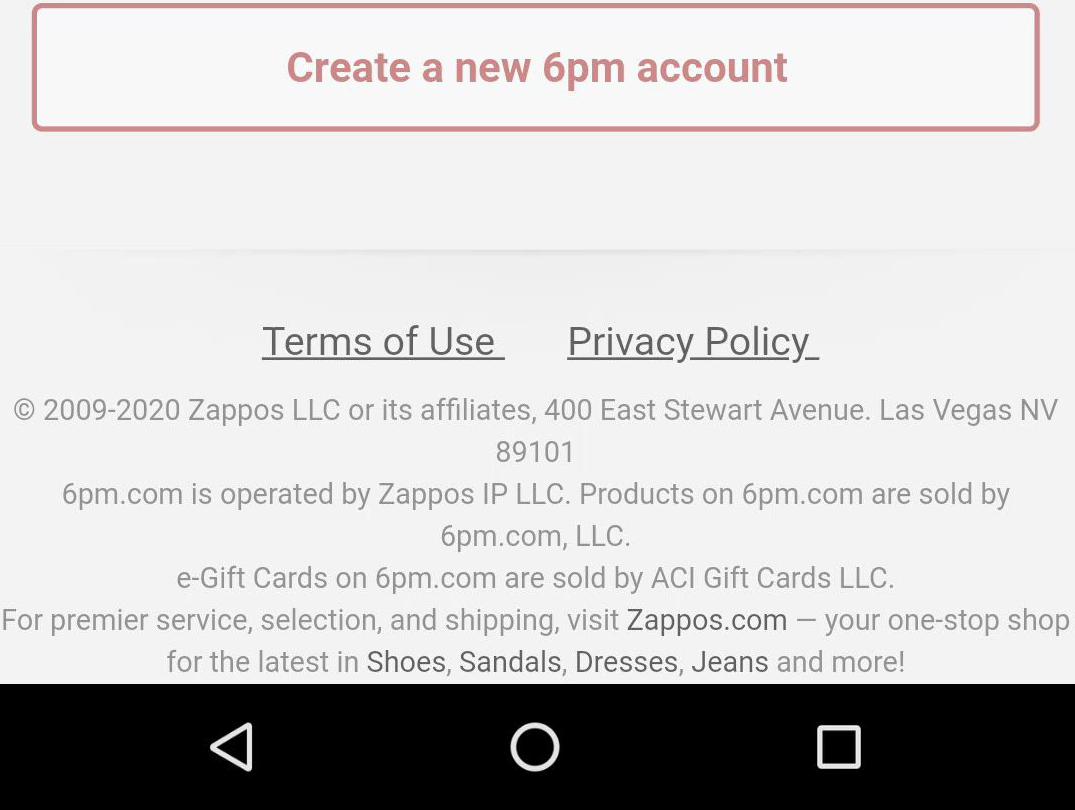 Create a new 6pm account
Terms of Use Privacy Policy
© 2009-2020 Zappos LLC or its affiliates, 400 East Stewart Avenue. Las Vegas NV
89101
6pm.com is operated by Zappos IP LLC. Products on 6pm.com are sold by
6pm.com, LLC.
e-Gift Cards on 6pm.com are sold by ACI Gift Cards LLC.
For premier service, selection, and shipping, visit Zappos.com — your one-stop shop
for the latest in Shoes, Sandals, Dresses, Jeans and more!